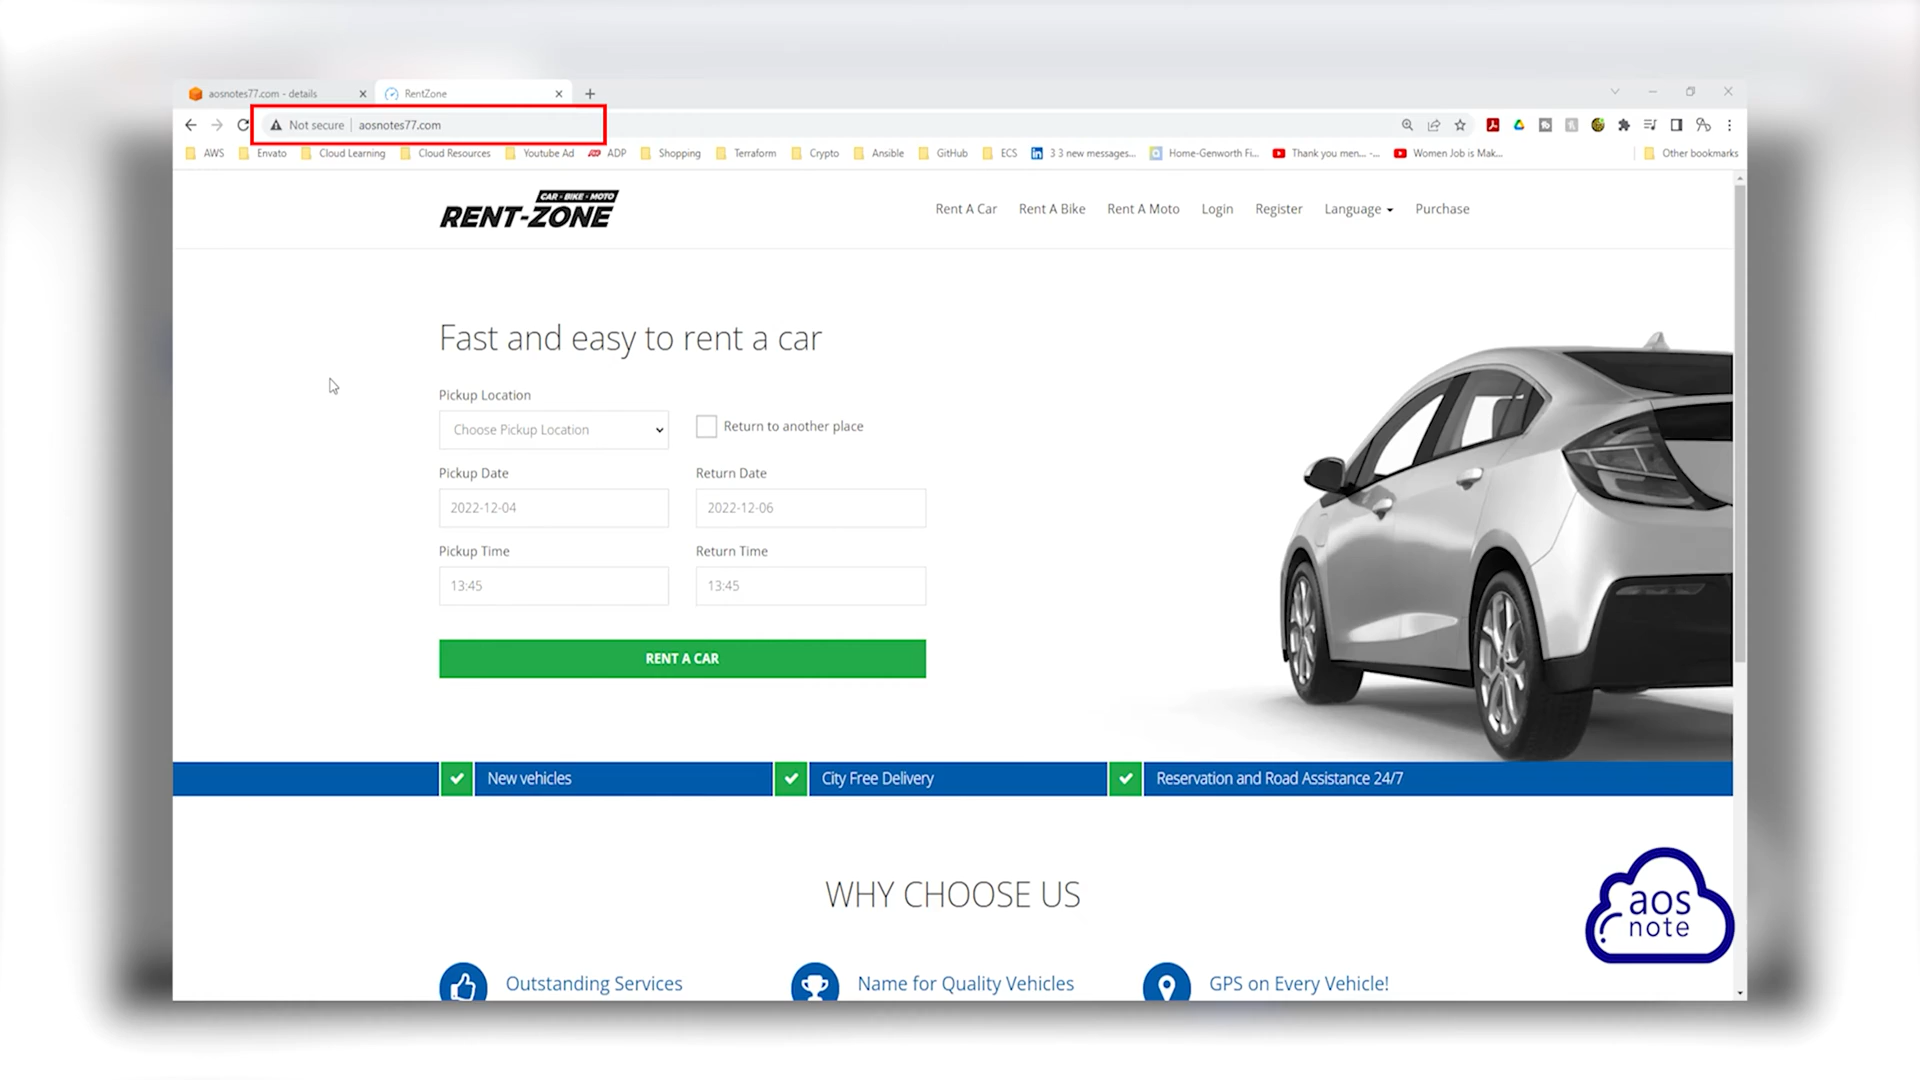 aosnotes77.com - details
RentZone
Not secure
aosnotes77.com
AWS
Envato
Cloud Learning
Cloud Resources
Youtube Ad
ADP
Shopping
Terraform
Crypto
Ansible
GitHub
ECS
3 3 new messages...
Home-Genworth Fi...
Thank you men... -...
Women Job is Mak...
Other bookmarks
CAR - BIKE - MOTO
RENT-ZONE
Rent A Car
Rent A Bike
Rent A Moto
Login
Register
Language
Purchase
Fast and easy to rent a car
Pickup Location
Choose Pickup Location
Return to another place
Pickup Date
Return Date
2022-12-04
2022-12-06
Pickup Time
Return Time
13:45
13:45
RENT A CAR
New vehicles
City Free Delivery
Reservation and Road Assistance 24/7
WHY CHOOSE US
aos
note
Outstanding Services
Name for Quality Vehicles
GPS on Every Vehicle!